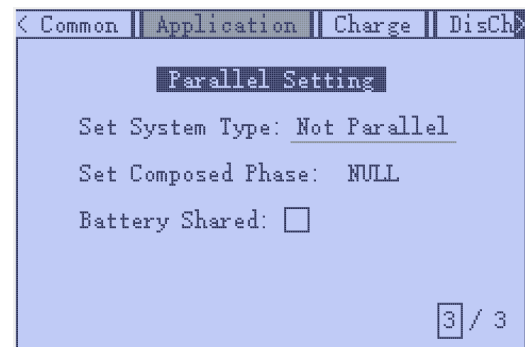 < Common Application Charge DisCh
Parallel Setting
Set System Type: Not Parallel
Set Composed Phase: NULL
Battery Shared:
3 / 3